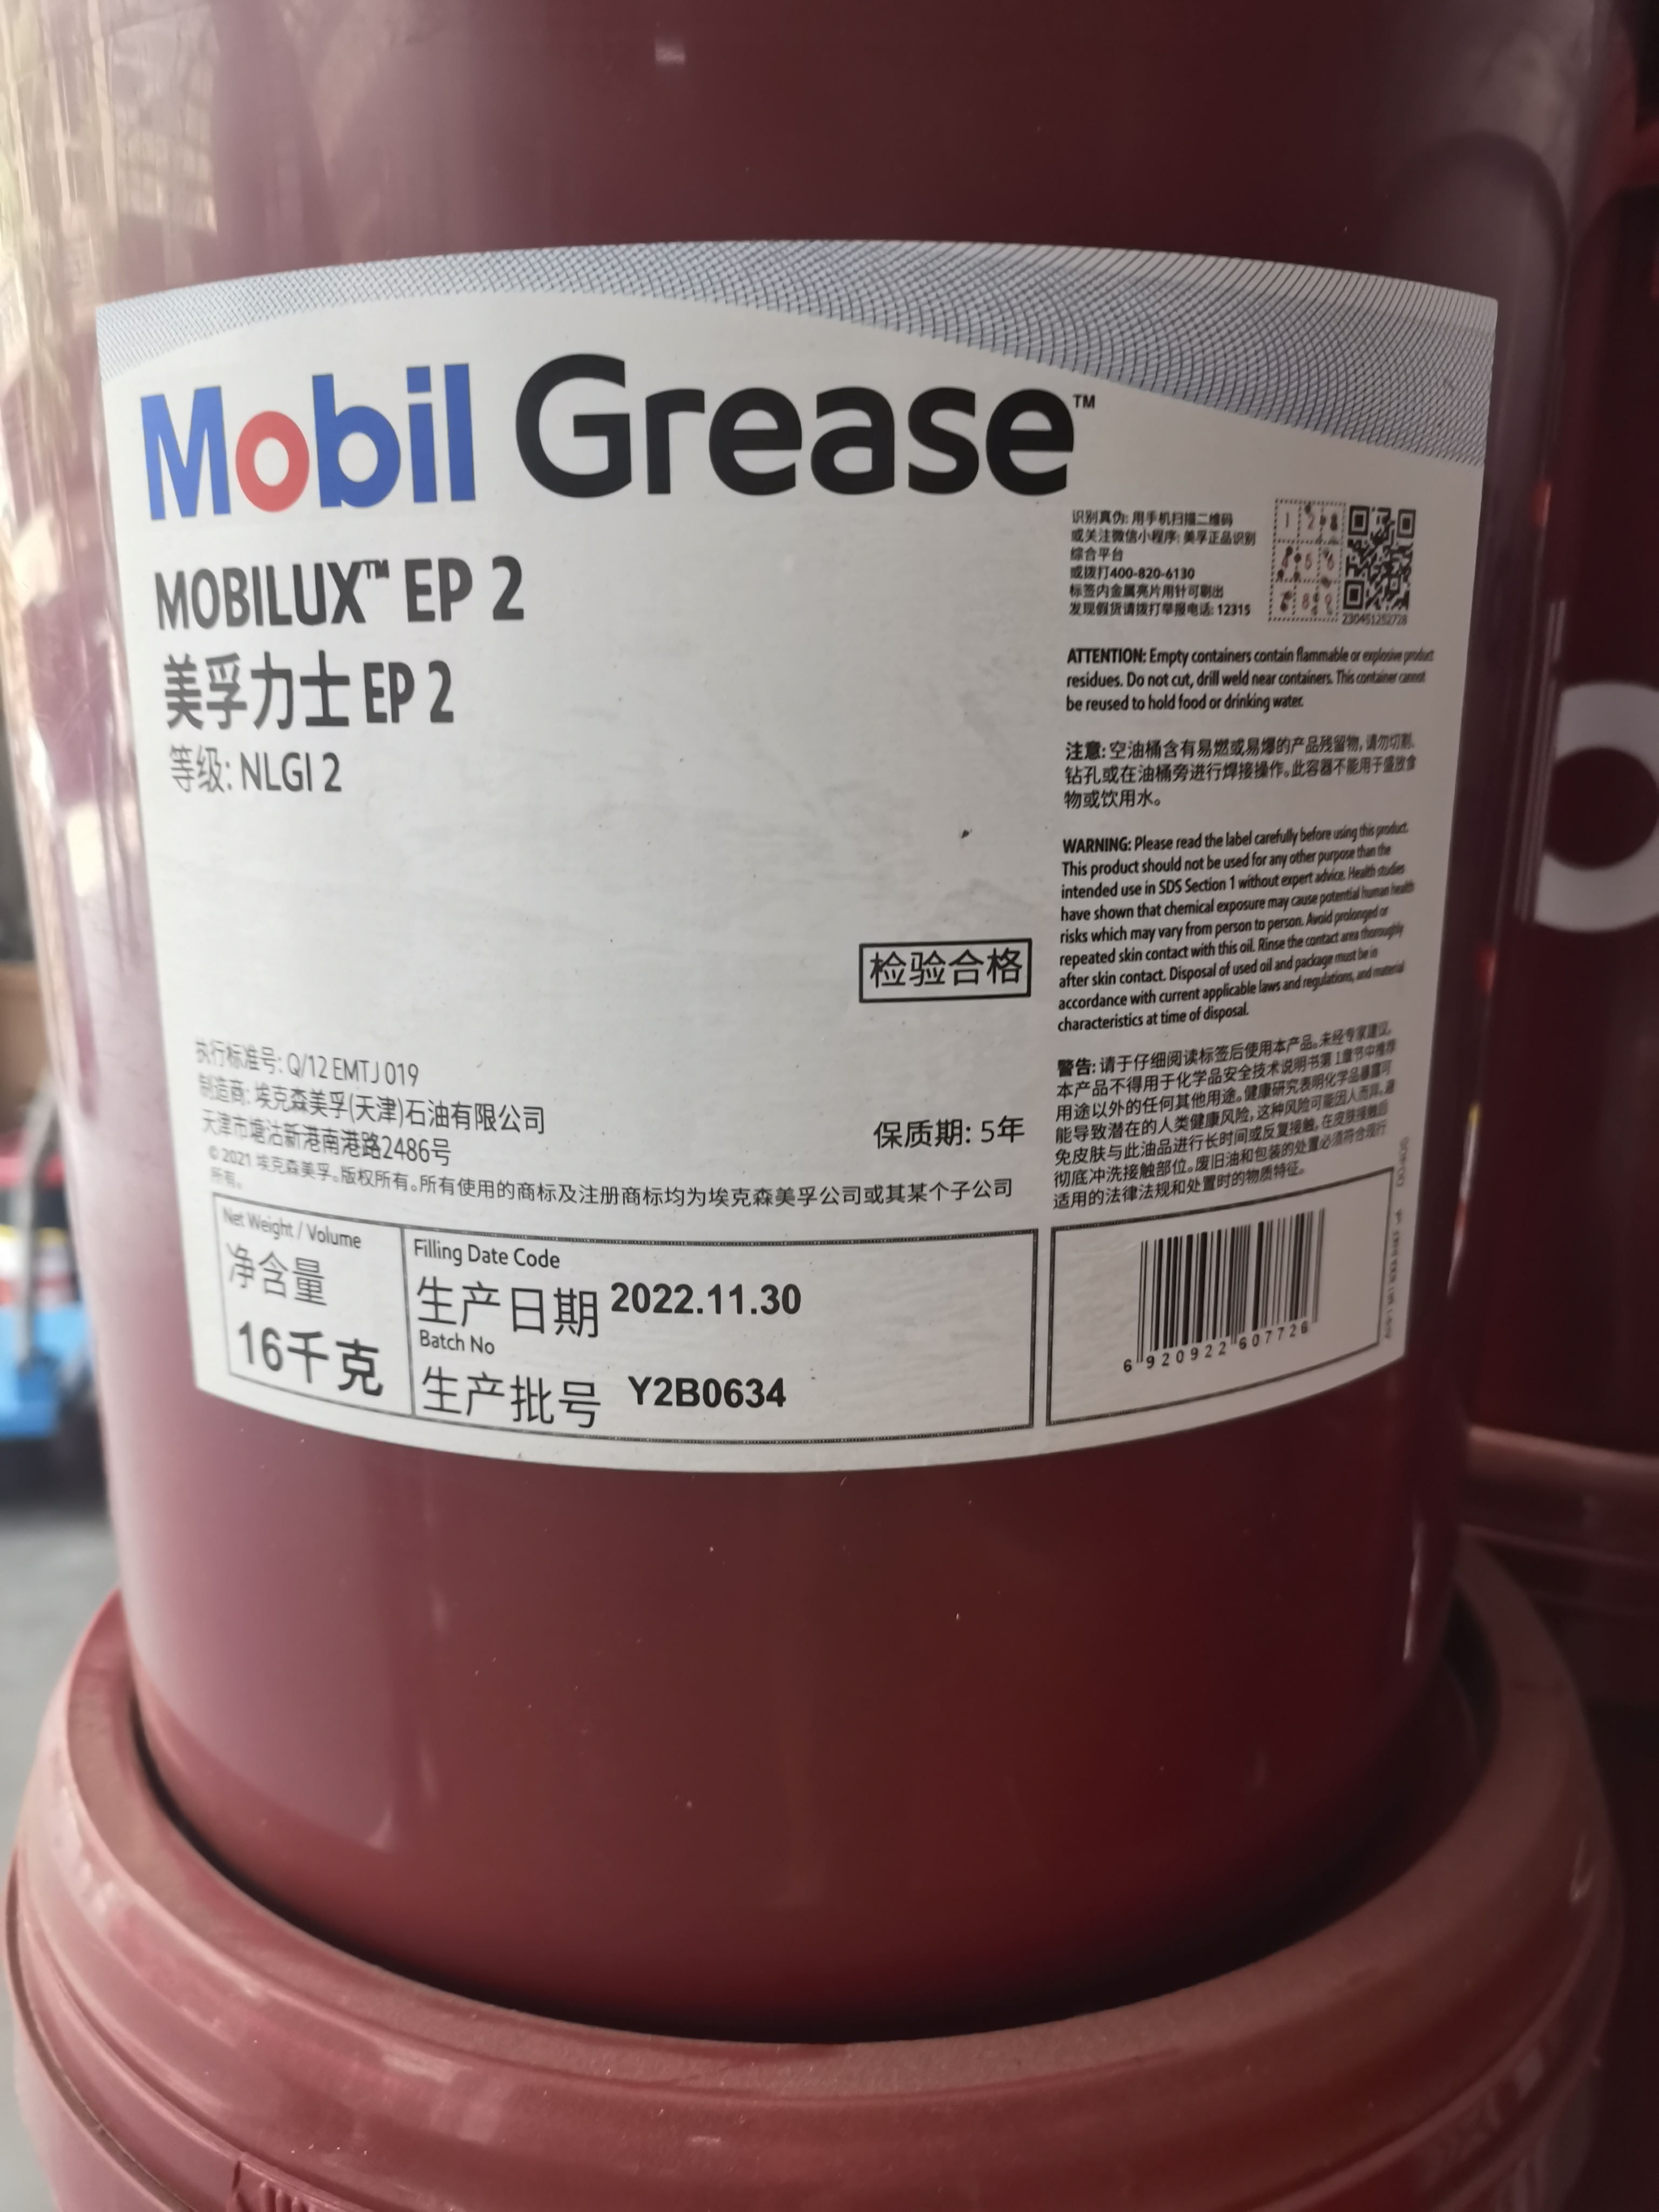 Mobil Grease™
MOBILUX™ EP 2
美孚力士 EP 2
等级: NLGI 2
识别真伪: 用手机扫描二维码
或关注微信小程序: 美孚正品识别
综合平台
或拨打400-820-6130
标签内金属亮片用针可剔出
发现假货请拨打举报电话: 12315
230451252728
ATTENTION: Empty containers contain flammable or explosive product
residues. Do not cut, drill weld near containers. This container cannot
be reused to hold food or drinking water.
注意: 空油桶含有易燃或易爆的产品残留物, 请勿切割、
钻孔或在油桶旁进行焊接操作。此容器不能用于盛放食
物或饮用水。
WARNING: Please read the label carefully before using this product.
This product should not be used for any other purpose than the
intended use in SDS Section 1 without expert advice. Health studies
have shown that chemical exposure may cause potential human health
risks which may vary from person to person. Avoid prolonged or
repeated skin contact with this oil. Rinse the contact area thoroughly
after skin contact. Disposal of used oil and package must be in
accordance with current applicable laws and regulations, and material
characteristics at time of disposal.
警告: 请于仔细阅读标签后使用本产品。未经专家建议,
本产品不得用于化学品安全技术说明书第1章节中推荐
用途以外的任何其他用途。健康研究表明化学品暴露可
能导致潜在的人类健康风险, 这种风险可能因人而异。避
免皮肤与此油品进行长时间或反复接触。在皮肤接触后
彻底冲洗接触部位。废旧油和包装的处置必须符合现行
适用的法律法规和处置时的物质特征。
检验合格
执行标准号: Q/12 EMTJ 019
制造商: 埃克森美孚(天津)石油有限公司
天津市塘沽新港南港路2486号
保质期: 5年
© 2021 埃克森美孚。版权所有。所有使用的商标及注册商标均为埃克森美孚公司或其某个子公司
所有。
Net Weight / Volume
净含量
16千克
Filling Date Code
生产日期 2022.11.30
Batch No
生产批号 Y2B0634
6 920922 607726